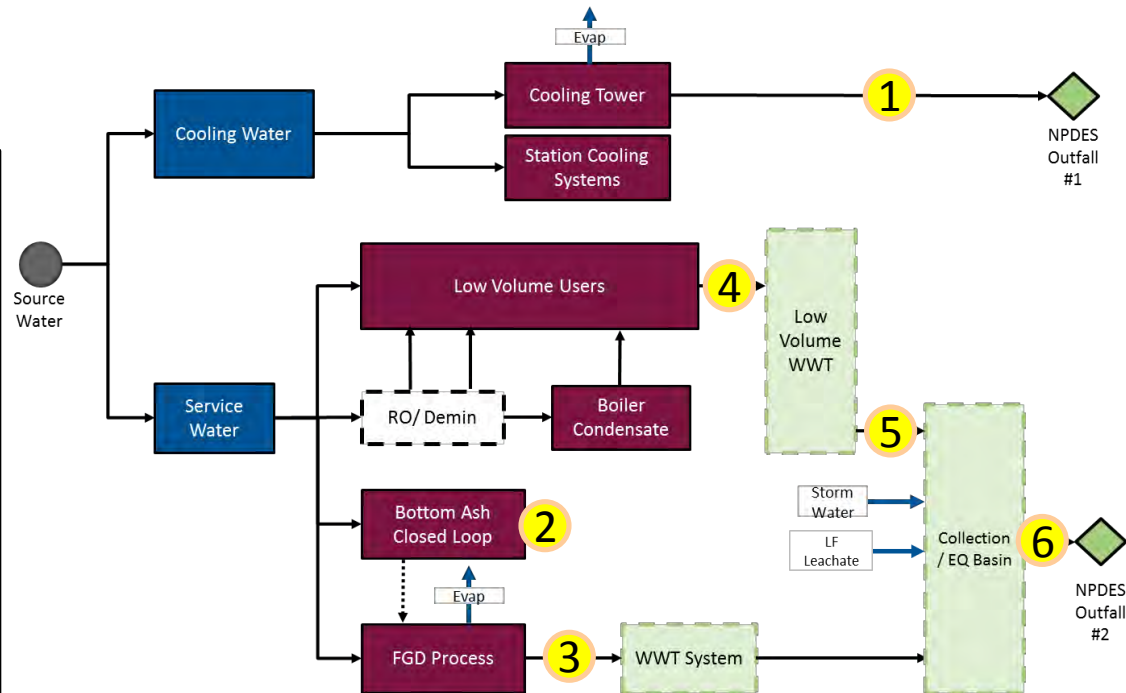 Evap
Cooling Tower
1
Cooling Water
Station Cooling
Systems
NPDES
Outfall
#1
Source
Water
Low Volume Users
4
Low
Volume
WWT
Service
Water
RO/ Demin
Boiler
Condensate
5
Bottom Ash
Closed Loop
2
Storm
Water
LF
Leachate
Collection
/ EQ Basin
6
NPDES
Outfall
#2
Evap
FGD Process
3
WWT System